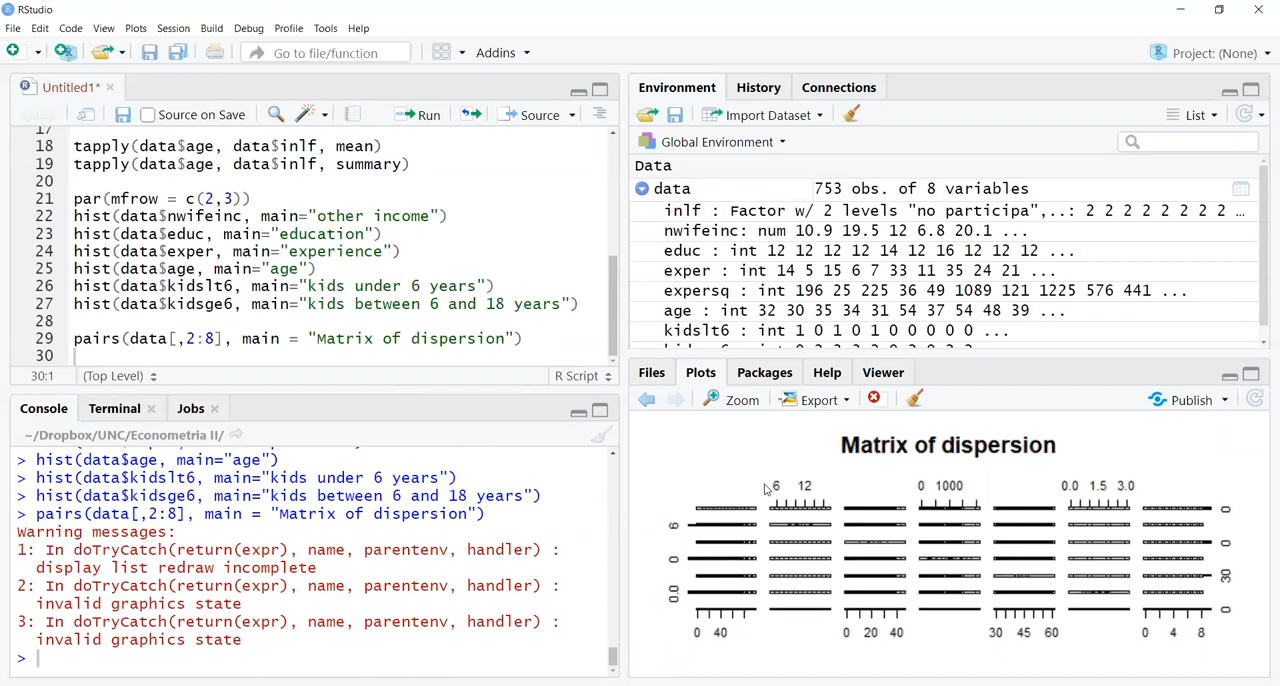 RStudio
File Edit Code View Plots Session Build Debug Profile Tools Help
Go to file/function Addins Project: (None)
Untitled1*
Source on Save Run Source
17
18 tapply(data$age, data$inlf, mean)
19 tapply(data$age, data$inlf, summary)
20
21 par(mfrow = c(2,3))
22 hist(data$nwifeinc, main="other income")
23 hist(data$educ, main="education")
24 hist(data$exper, main="experience")
25 hist(data$age, main="age")
26 hist(data$kidslt6, main="kids under 6 years")
27 hist(data$kidsge6, main="kids between 6 and 18 years")
28
29 pairs(data[,2:8], main = "Matrix of dispersion")
30
30:1 (Top Level) R Script
Console Terminal Jobs
~/Dropbox/UNC/Econometria II/
> hist(data$age, main="age")
> hist(data$kidslt6, main="kids under 6 years")
> hist(data$kidsge6, main="kids between 6 and 18 years")
> pairs(data[,2:8], main = "Matrix of dispersion")
Warning messages:
1: In doTryCatch(return(expr), name, parentenv, handler) :
display list redraw incomplete
2: In doTryCatch(return(expr), name, parentenv, handler) :
invalid graphics state
3: In doTryCatch(return(expr), name, parentenv, handler) :
invalid graphics state
>
Environment History Connections
Import Dataset List
Global Environment
Data
data 753 obs. of 8 variables
inlf : Factor w/ 2 levels "no participa",..: 2 2 2 2 2 2 2 2 ...
nwifeinc: num 10.9 19.5 12 6.8 20.1 ...
educ : int 12 12 12 12 14 12 16 12 12 12 ...
exper : int 14 5 15 6 7 33 11 35 24 21 ...
expersq : int 196 25 225 36 49 1089 121 1225 576 441 ...
age : int 32 30 35 34 31 54 37 54 48 39 ...
kidslt6 : int 1 0 1 0 1 0 0 0 0 0 ...
Files Plots Packages Help Viewer
Zoom Export Publish
Matrix of dispersion
6 12 0 1000 0.0 1.5 3.0
0
6
0
0
30
0.0
0
0 40 0 20 40 30 45 60 0 4 8